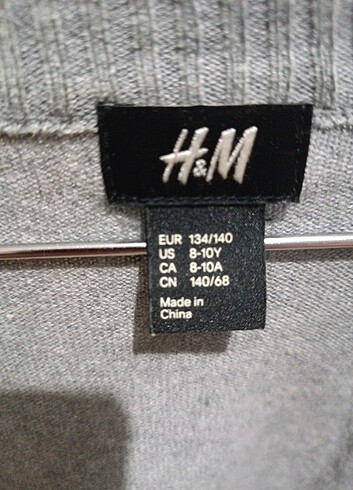 H&M
EUR 134/140
US 8-10Y
CA 8-10A
CN 140/68
Made in
China